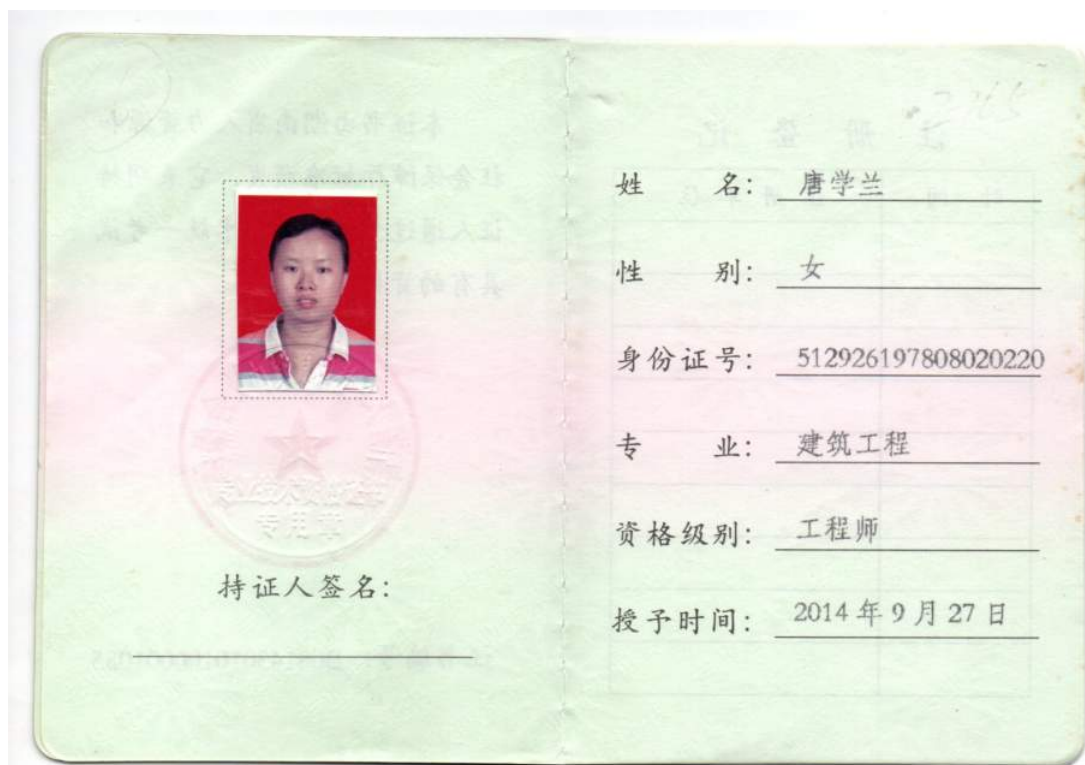 专用章
持证人签名:
姓 名: 唐学兰
性 别: 女
身份证号: 512926197808020220
专 业: 建筑工程
资格级别: 工程师
授予时间: 2014年9月27日